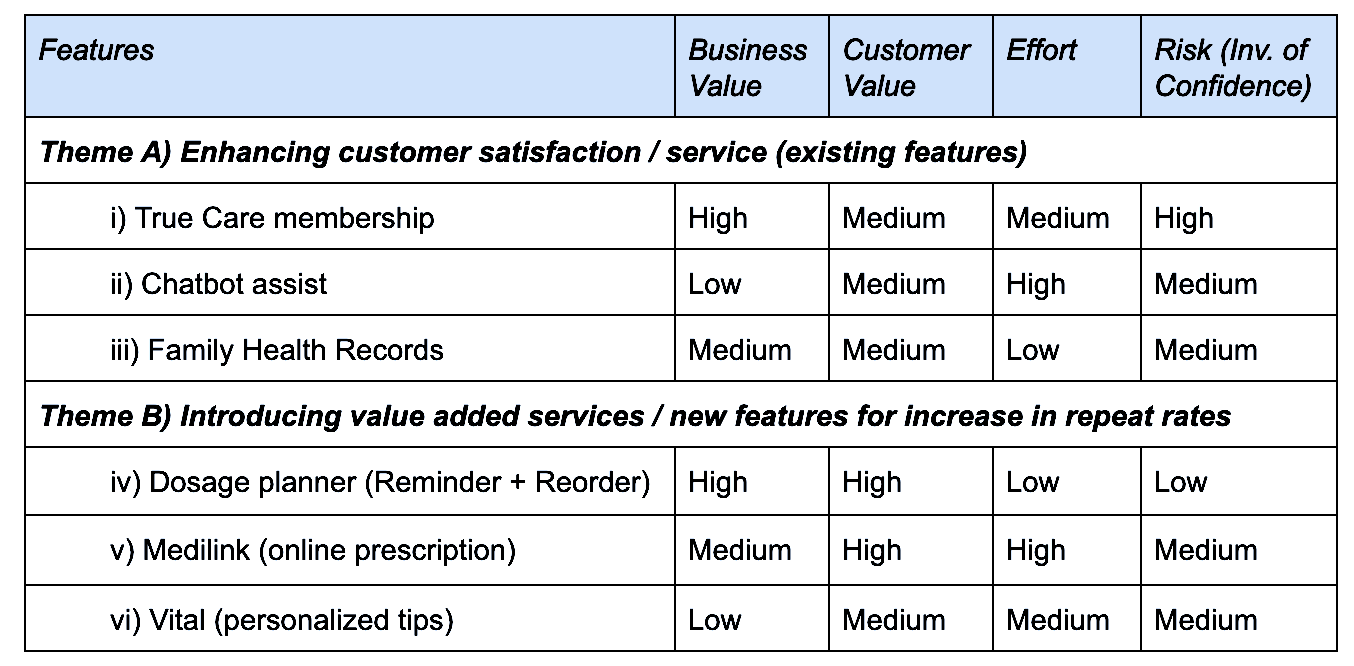 Features Business Value Customer Value Effort Risk (Inv. of Confidence)
Theme A) Enhancing customer satisfaction / service (existing features)
i) True Care membership High Medium Medium High
ii) Chatbot assist Low Medium High Medium
iii) Family Health Records Medium Medium Low Medium
Theme B) Introducing value added services / new features for increase in repeat rates
iv) Dosage planner (Reminder + Reorder) High High Low Low
v) Medilink (online prescription) Medium High High Medium
vi) Vital (personalized tips) Low Medium Medium Medium